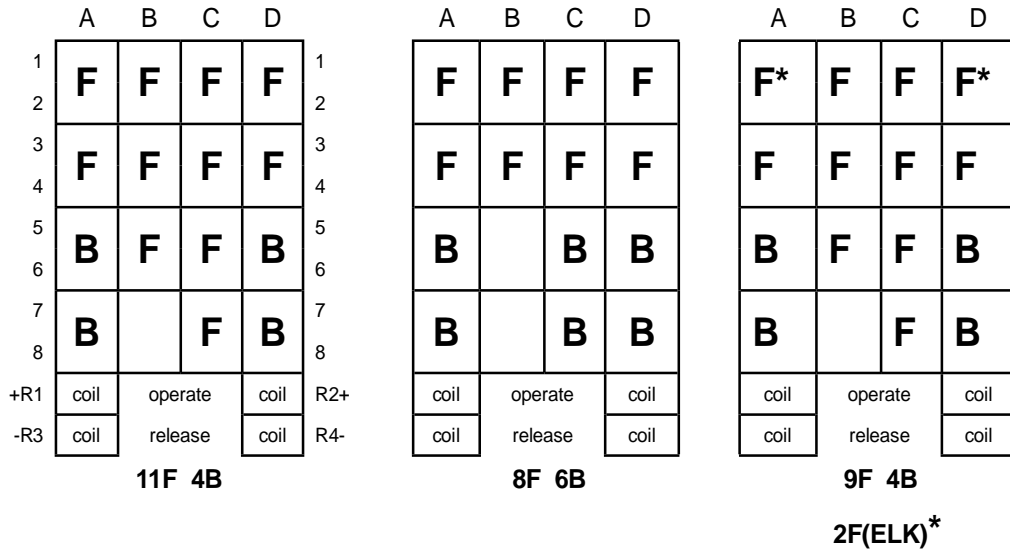 A B C D A B C D A B C D
1 1
F F F F F F F F F* F F F*
2 2
3 3
F F F F F F F F F F F F
4 4
5 5
B F F B B B B B F F B
6 6
7 7
B F B B B B B F B
8 8
+R1 coil operate coil R2+ coil operate coil coil operate coil
-R3 coil release coil R4- coil release coil coil release coil
11F 4B 8F 6B 9F 4B
2F(ELK)*